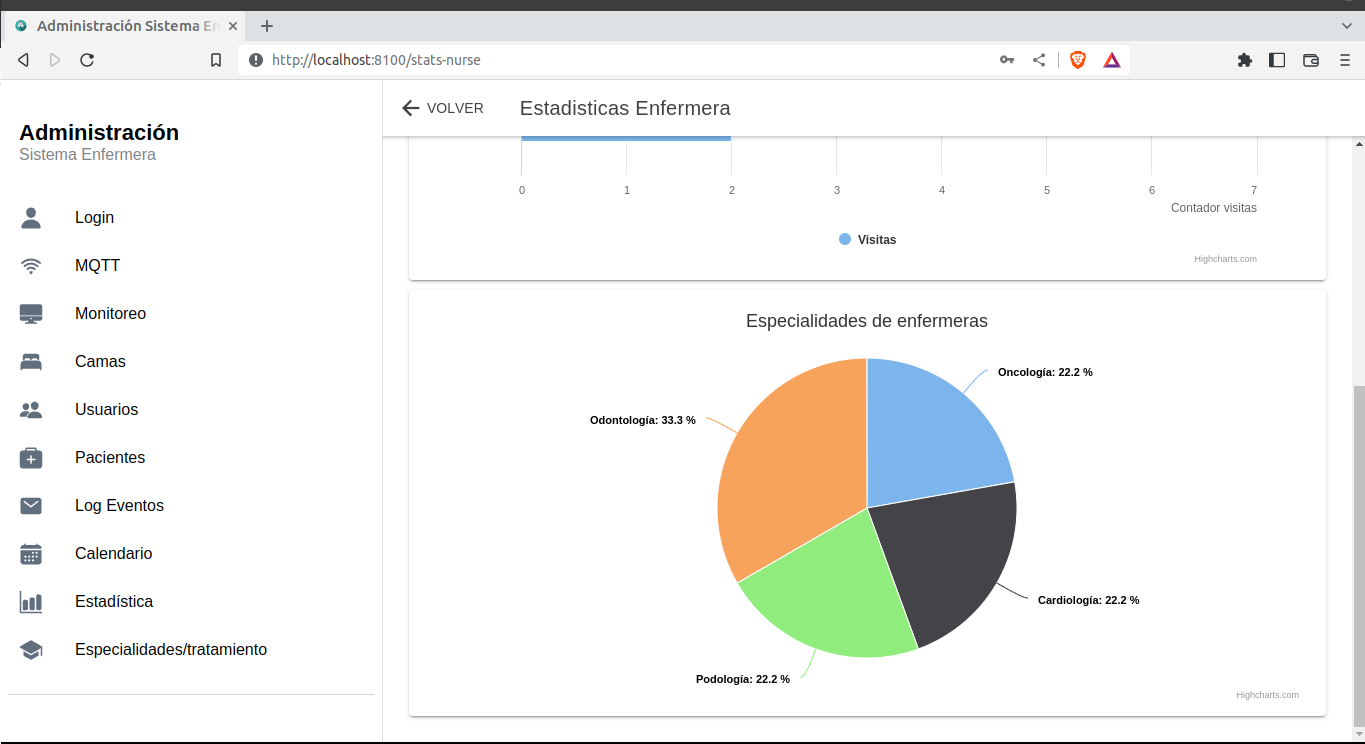 Administración Sistema En
http://localhost:8100/stats-nurse
Administración
Sistema Enfermera
Login
MQTT
Monitoreo
Camas
Usuarios
Pacientes
Log Eventos
Calendario
Estadística
Especialidades/tratamiento
VOLVER
Estadisticas Enfermera
0 1 2 3 4 5 6 7
Contador visitas
Visitas
Highcharts.com
Especialidades de enfermeras
Oncología: 22.2 %
Odontología: 33.3 %
Cardiología: 22.2 %
Podología: 22.2 %
Highcharts.com